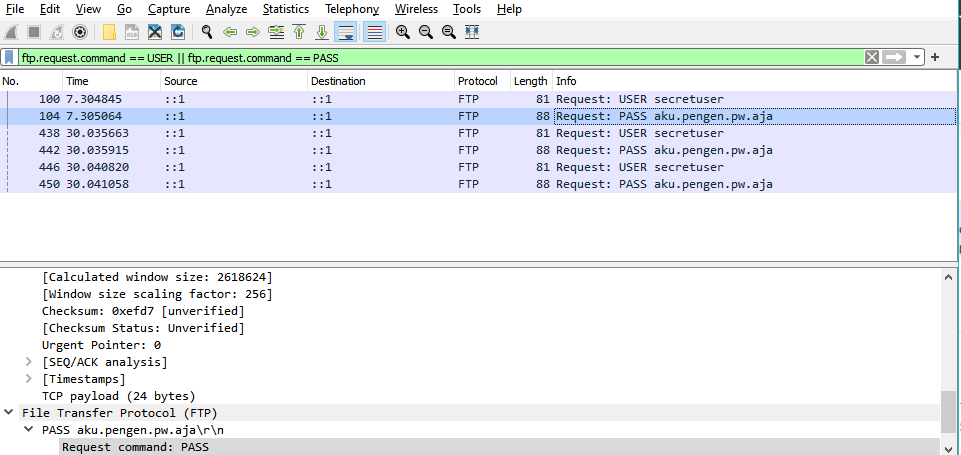 File Edit View Go Capture Analyze Statistics Telephony Wireless Tools Help
ftp.request.command == USER || ftp.request.command == PASS
No. Time Source Destination Protocol Length Info
100 7.304845 ::1 ::1 FTP 81 Request: USER secretuser
104 7.305064 ::1 ::1 FTP 88 Request: PASS aku.pengen.pw.aja
438 30.035663 ::1 ::1 FTP 81 Request: USER secretuser
442 30.035915 ::1 ::1 FTP 88 Request: PASS aku.pengen.pw.aja
446 30.040820 ::1 ::1 FTP 81 Request: USER secretuser
450 30.041058 ::1 ::1 FTP 88 Request: PASS aku.pengen.pw.aja
[Calculated window size: 2618624]
[Window size scaling factor: 256]
Checksum: 0xefd7 [unverified]
[Checksum Status: Unverified]
Urgent Pointer: 0
[SEQ/ACK analysis]
[Timestamps]
TCP payload (24 bytes)
File Transfer Protocol (FTP)
PASS aku.pengen.pw.aja\r\n
Request command: PASS